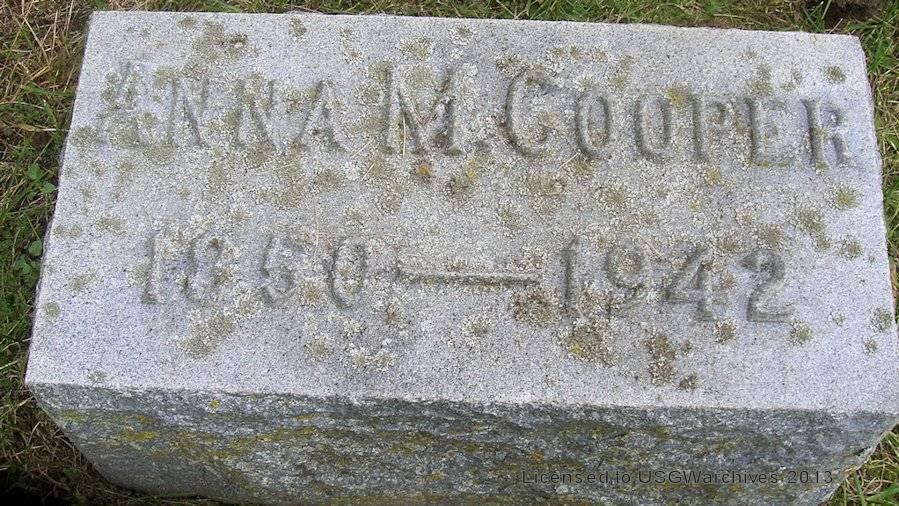 ANNA M. COOPER
1850 — 1942
Licensed to USGWarchives 2013